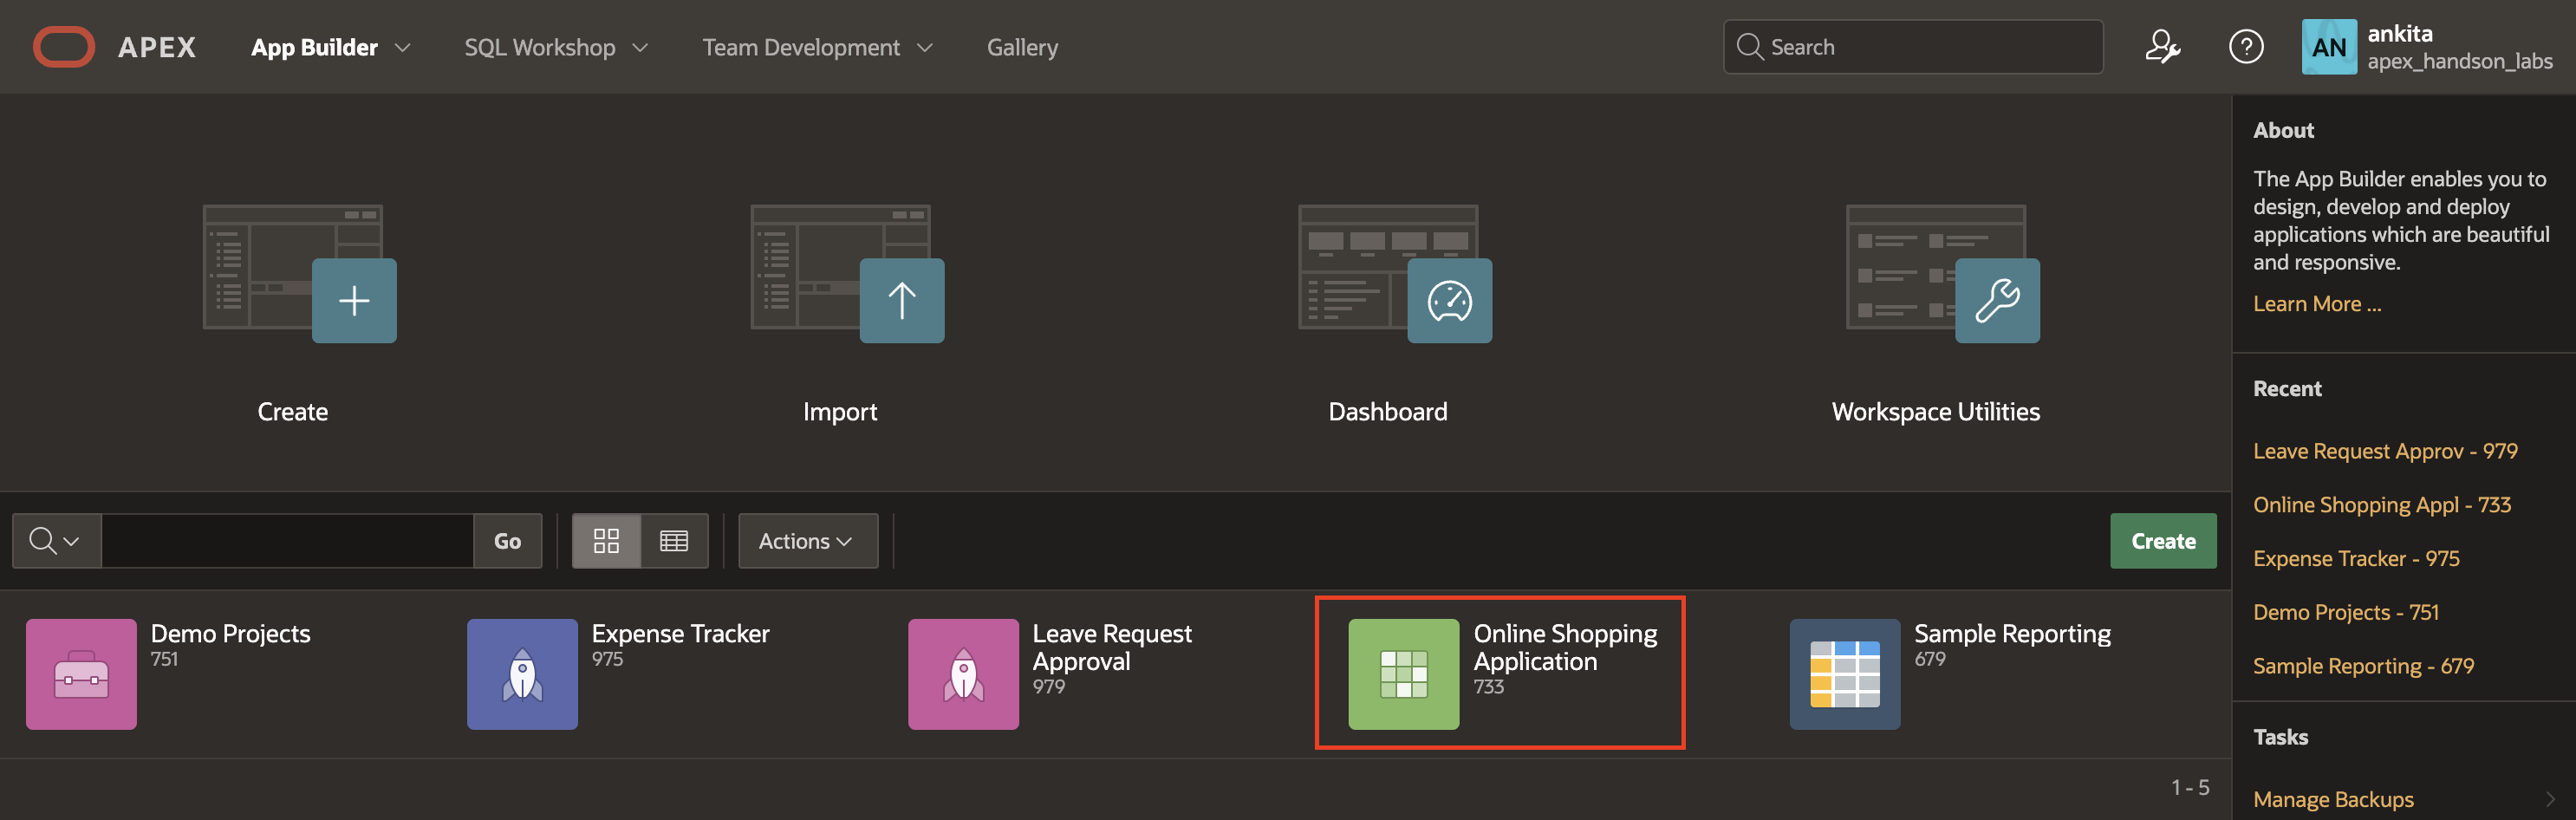 APEX
App Builder
SQL Workshop
Team Development
Gallery
Search
AN
ankita
apex_handson_labs
Create
Import
Dashboard
Workspace Utilities
Go
Actions
Create
Demo Projects
751
Expense Tracker
975
Leave Request
Approval
979
Online Shopping
Application
733
Sample Reporting
679
1 - 5
About
The App Builder enables you to
design, develop and deploy
applications which are beautiful
and responsive.
Learn More ...
Recent
Leave Request Approv - 979
Online Shopping Appl - 733
Expense Tracker - 975
Demo Projects - 751
Sample Reporting - 679
Tasks
Manage Backups